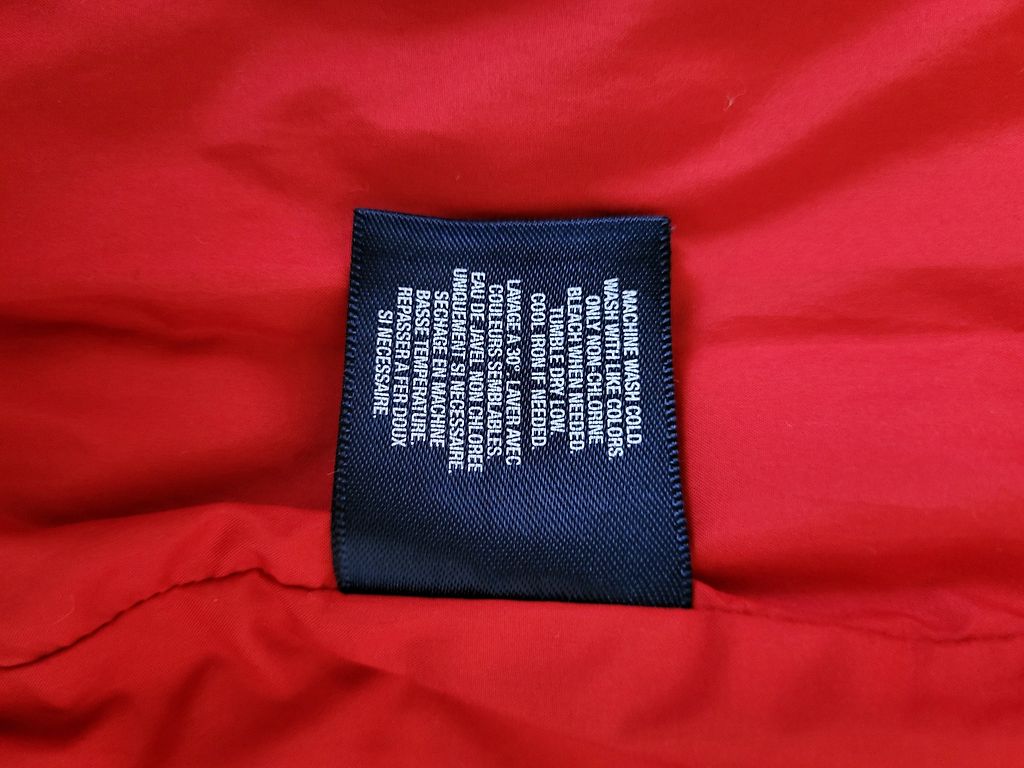 MACHINE WASH COLD.
WASH WITH LIKE COLORS.
ONLY NON-CHLORINE
BLEACH WHEN NEEDED.
TUMBLE DRY LOW.
COOL IRON IF NEEDED.
LAVAGE A 30°. LAVER AVEC
COULEURS SEMBLABLES.
EAU DE JAVEL NON CHLOREE
UNIQUEMENT SI NECESSAIRE.
SECHAGE EN MACHINE
BASSE TEMPERATURE
REPASSER A FER DOUX
SI NECESSAIRE